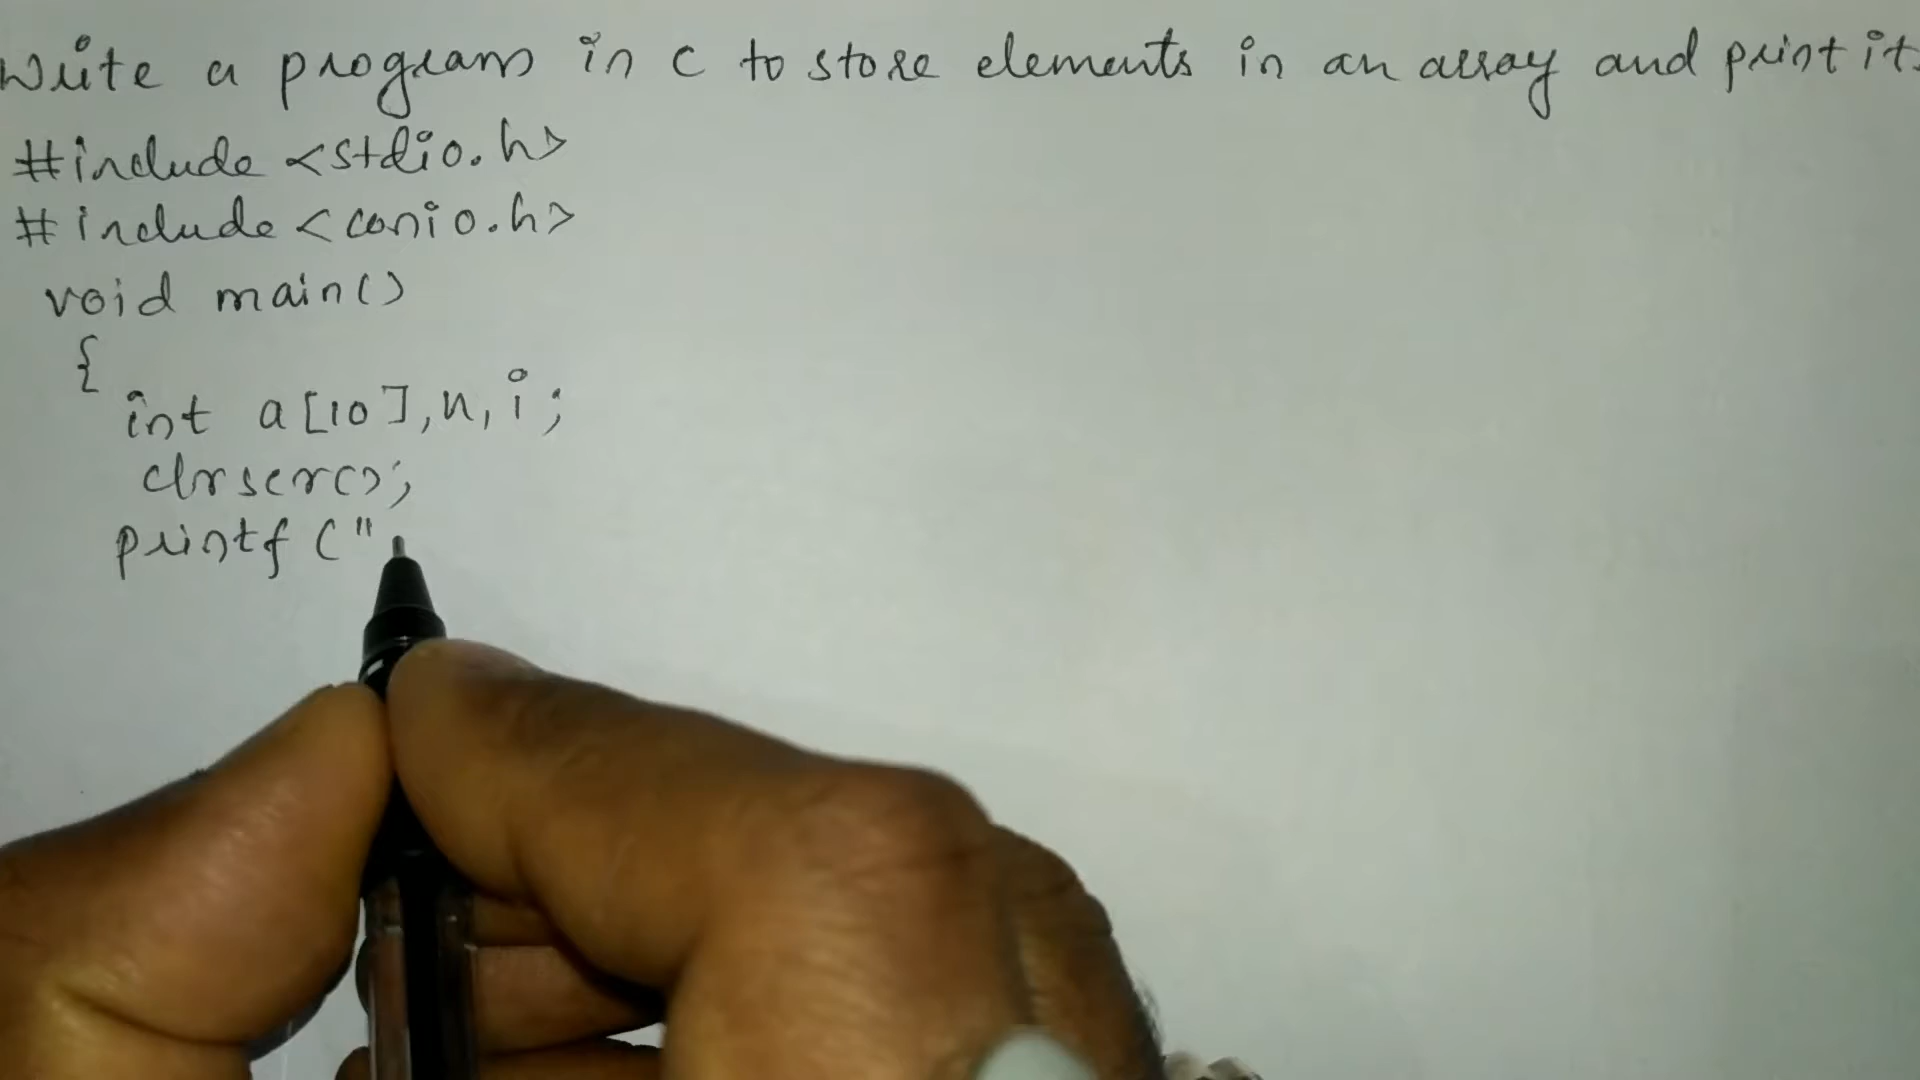 Write a program in C to store elements in an array and print it.
#include <stdio.h>
#include <conio.h>
void main()
{
int a[10],n,i;
clrscr();
printf("